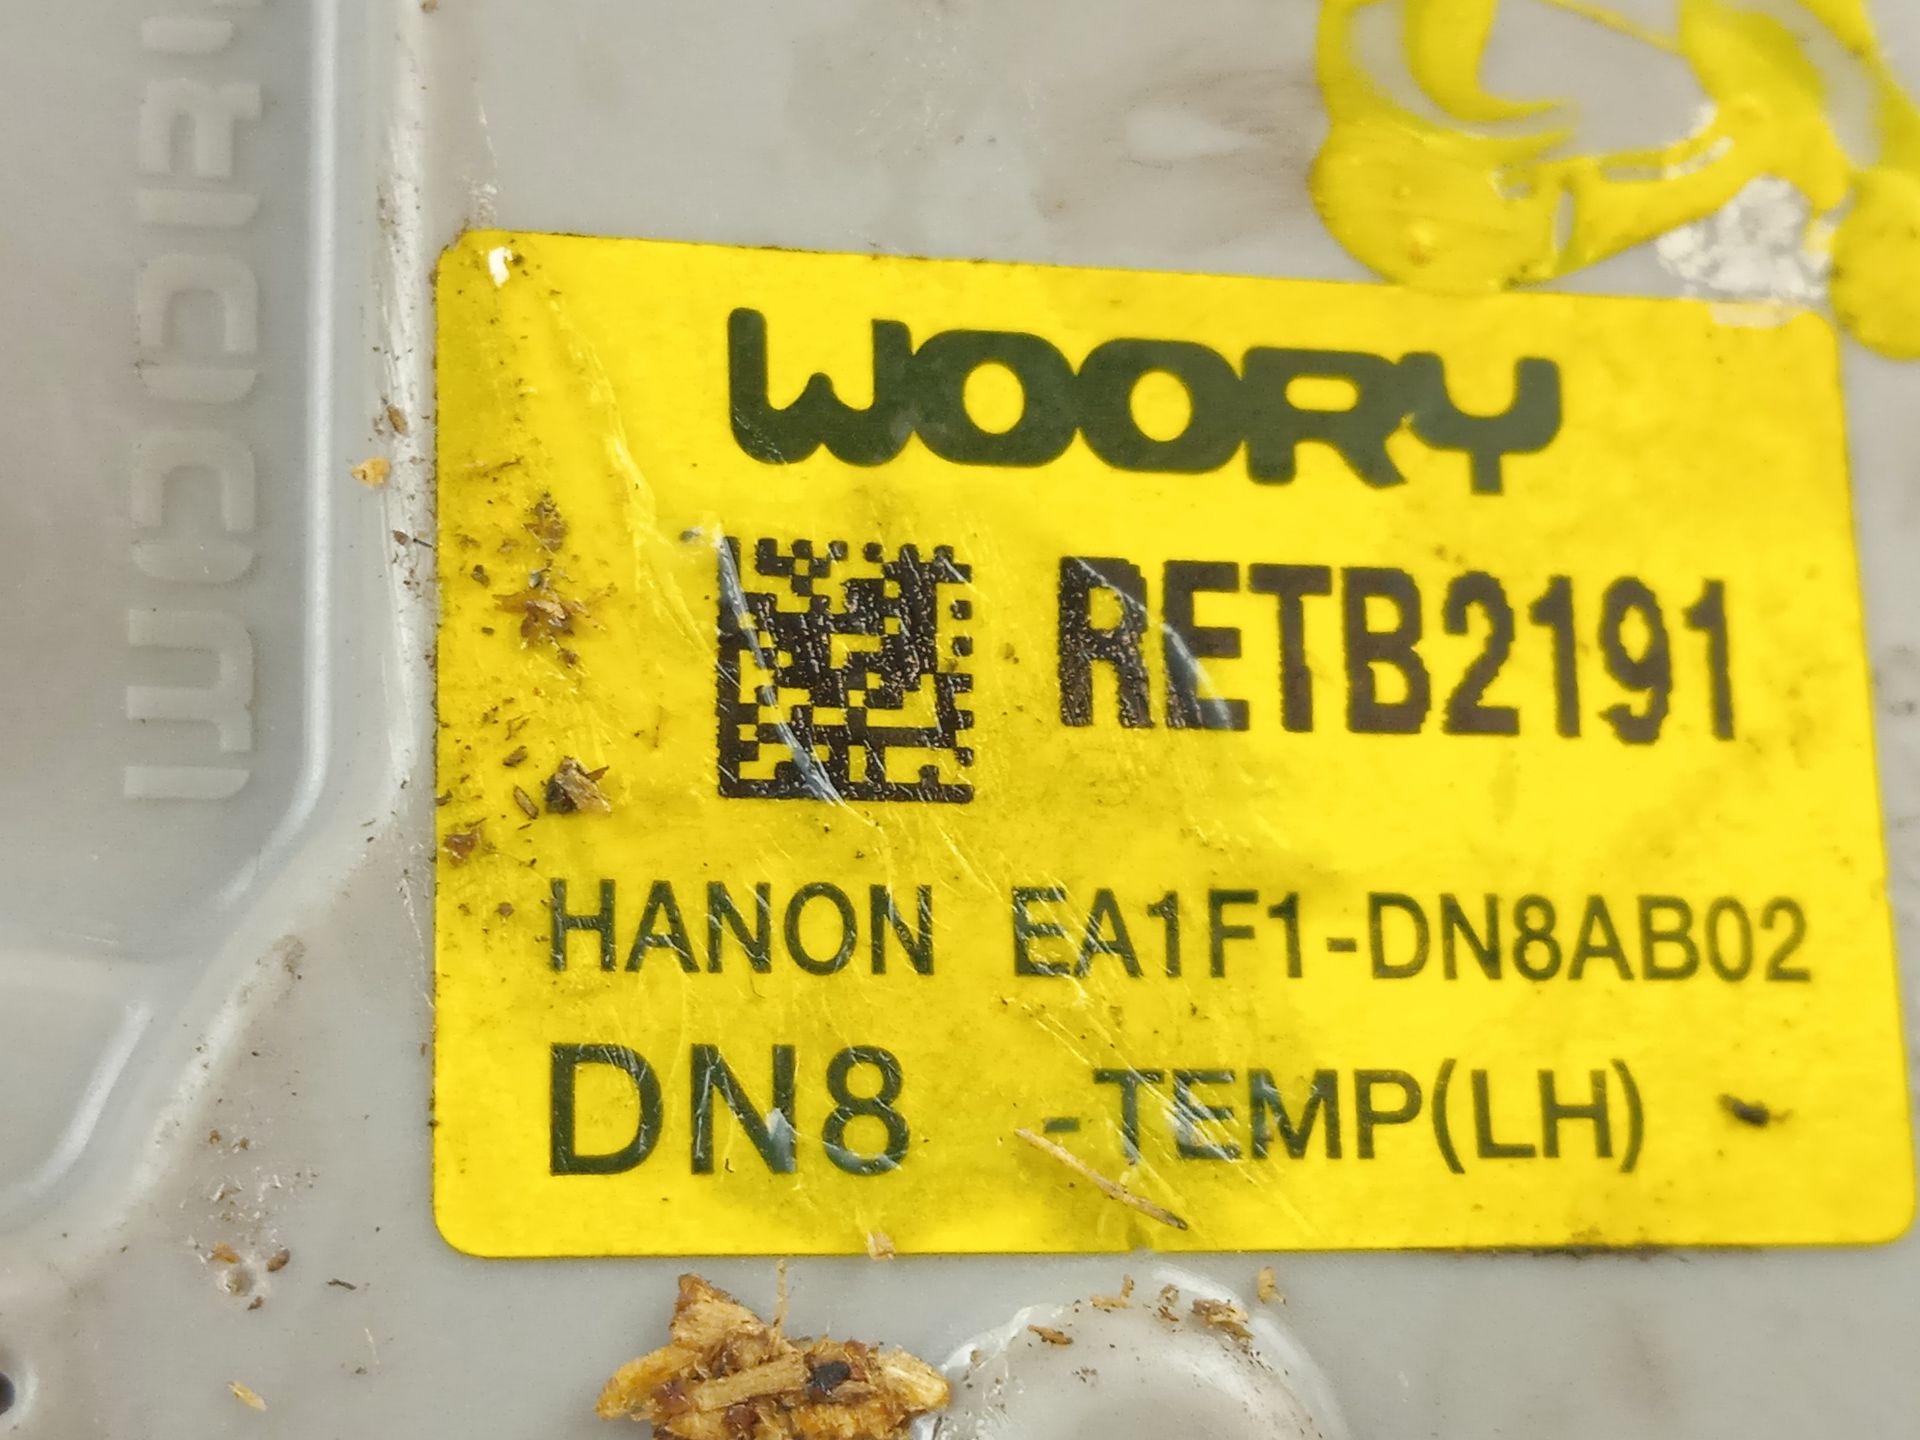 WOORY
RETB2191
HANON EA1F1-DN8AB02
DN8 -TEMP(LH)